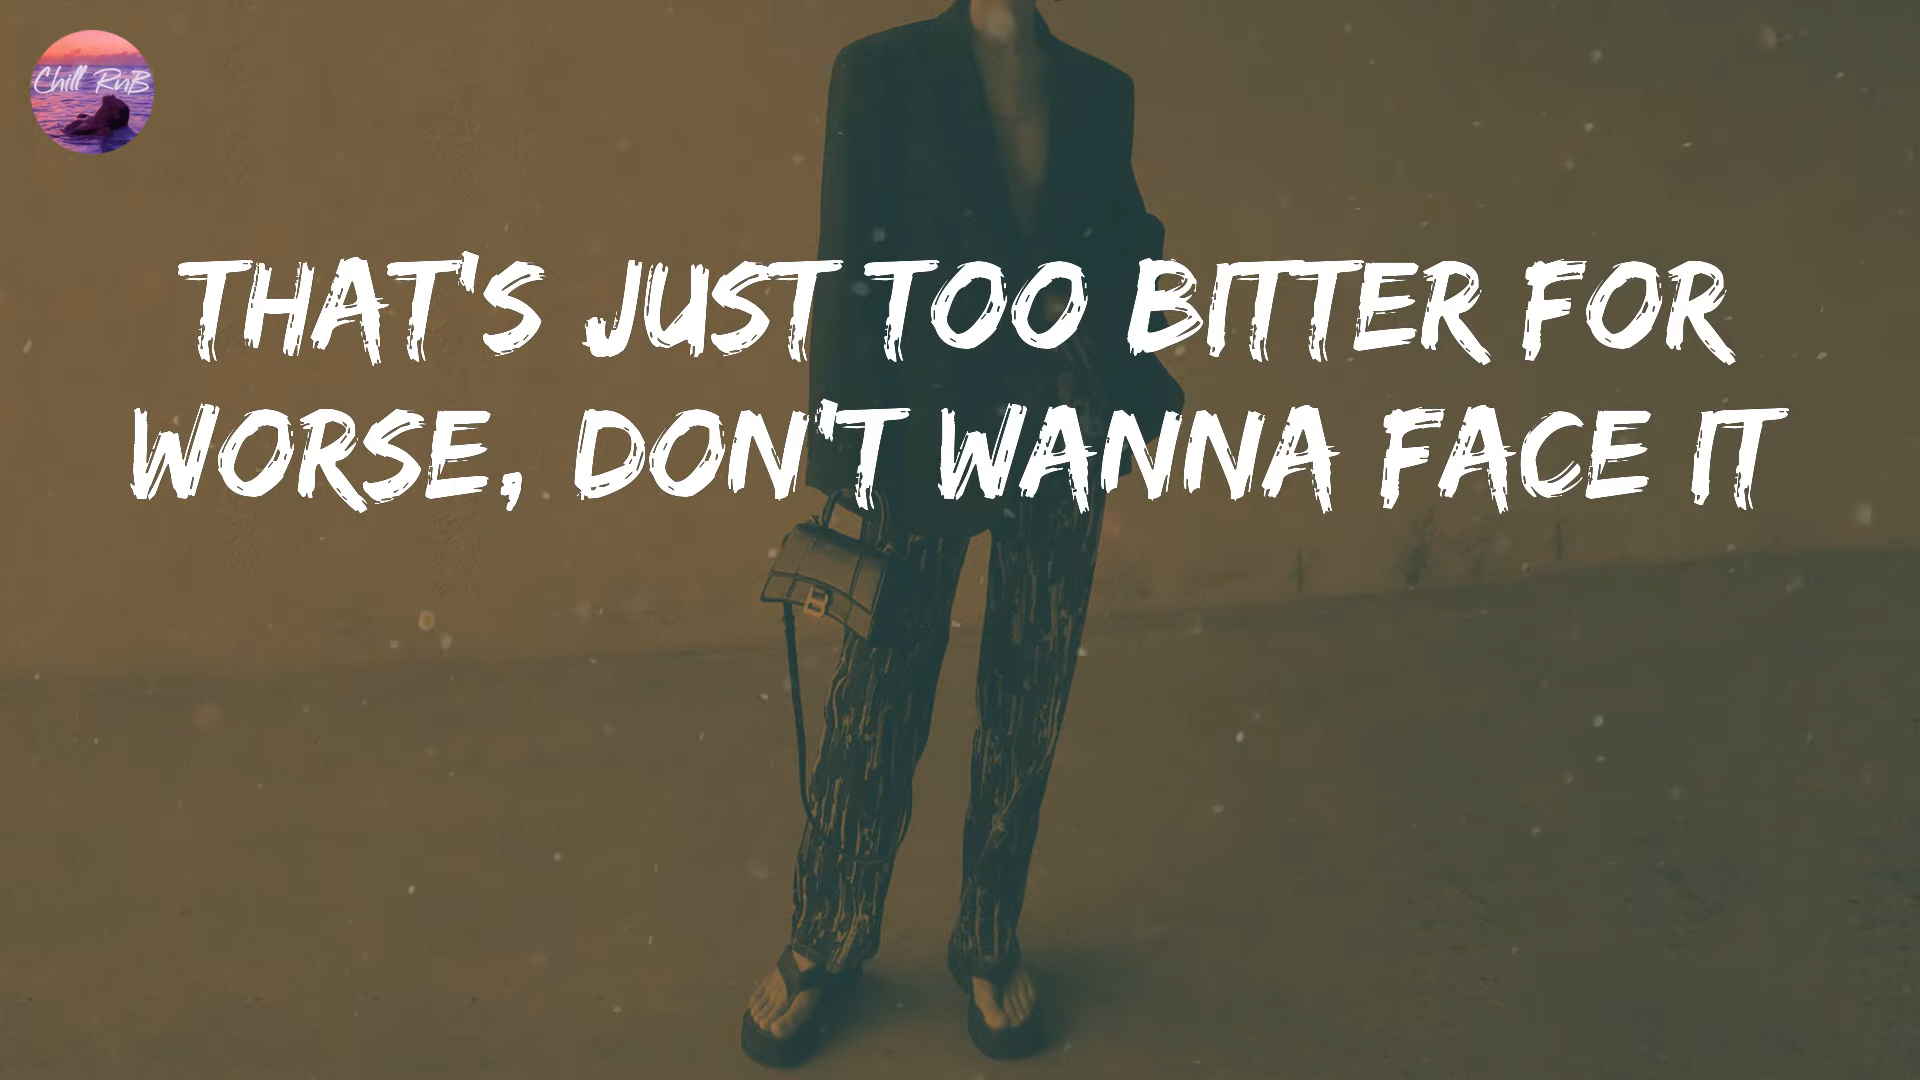 Chill RnB
THAT'S JUST TOO BITTER FOR
WORSE, DON'T WANNA FACE IT
B